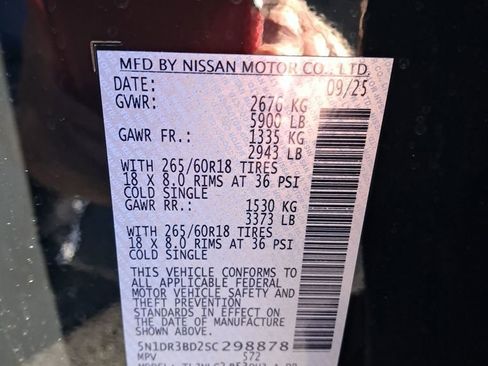 MFD BY NISSAN MOTOR CO., LTD.
DATE: 09/25
GVWR: 2676 KG
5900 LB
GAWR FR.: 1335 KG
2943 LB
WITH 265/60R18 TIRES
18 X 8.0 RIMS AT 36 PSI
COLD SINGLE
GAWR RR.: 1530 KG
3373 LB
WITH 265/60R18 TIRES
18 X 8.0 RIMS AT 36 PSI
COLD SINGLE
THIS VEHICLE CONFORMS TO
ALL APPLICABLE FEDERAL
MOTOR VEHICLE SAFETY AND
THEFT PREVENTION
STANDARDS IN EFFECT ON
THE DATE OF MANUFACTURE
SHOWN ABOVE.
5N1DR3BD2SC298878
MPV 572